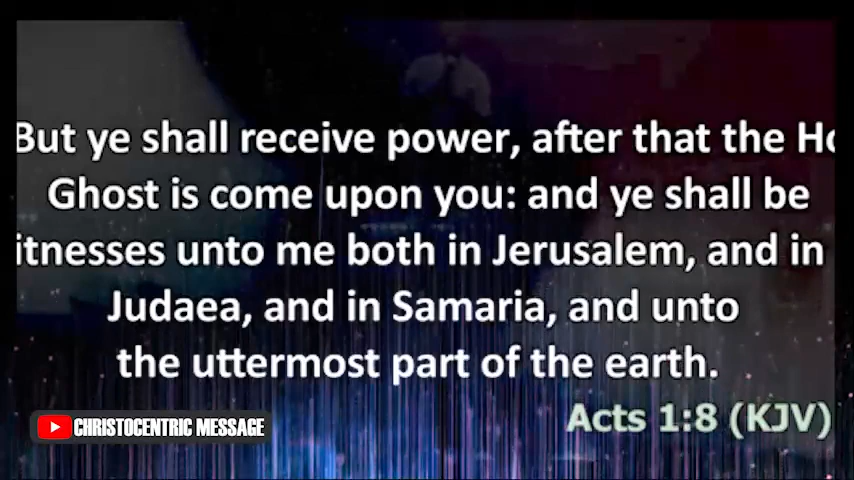 But ye shall receive power, after that the Ho
Ghost is come upon you: and ye shall be
itnesses unto me both in Jerusalem, and in
Judaea, and in Samaria, and unto
the uttermost part of the earth.
Acts 1:8 (KJV)
CHRISTOCENTRIC MESSAGE